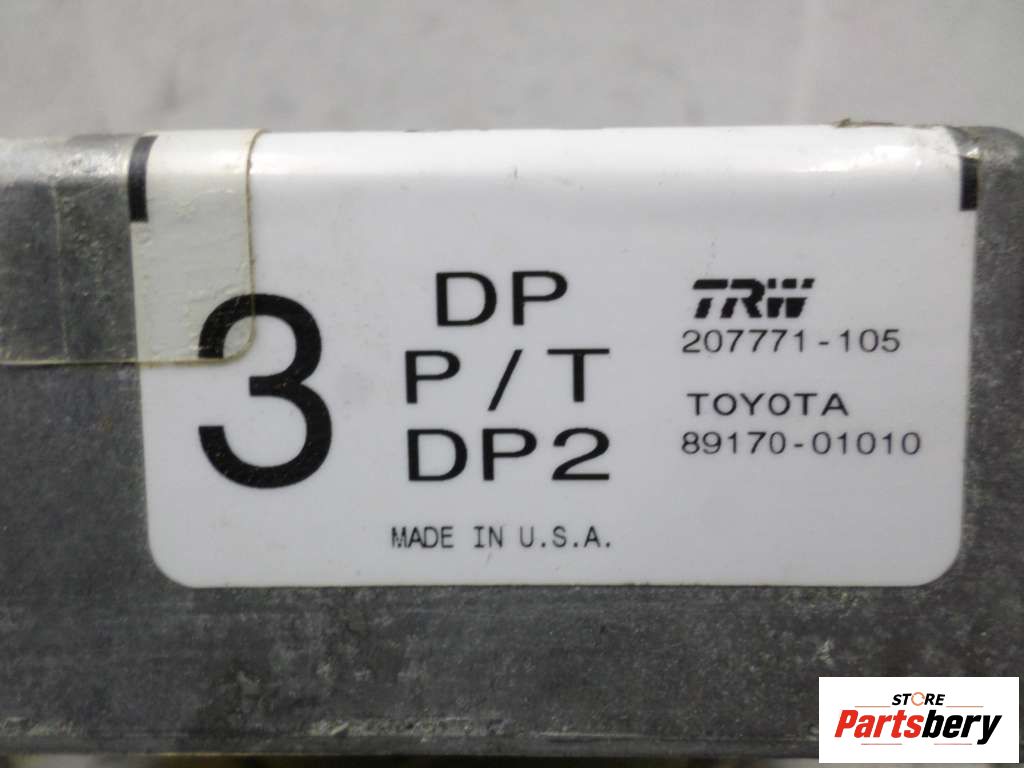 3
DP
P/T
DP2
MADE IN U.S.A.
TRW
207771-105
TOYOTA
89170-01010
STORE
Partsbery